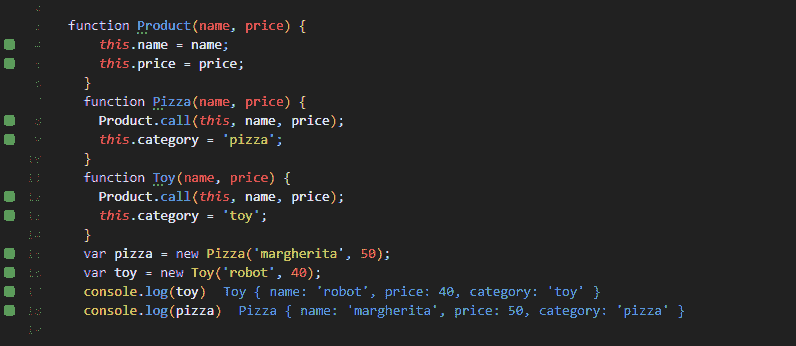 function Product(name, price) {
this.name = name;
this.price = price;
}
function Pizza(name, price) {
Product.call(this, name, price);
this.category = 'pizza';
}
function Toy(name, price) {
Product.call(this, name, price);
this.category = 'toy';
}
var pizza = new Pizza('margherita', 50);
var toy = new Toy('robot', 40);
console.log(toy) Toy { name: 'robot', price: 40, category: 'toy' }
console.log(pizza) Pizza { name: 'margherita', price: 50, category: 'pizza' }